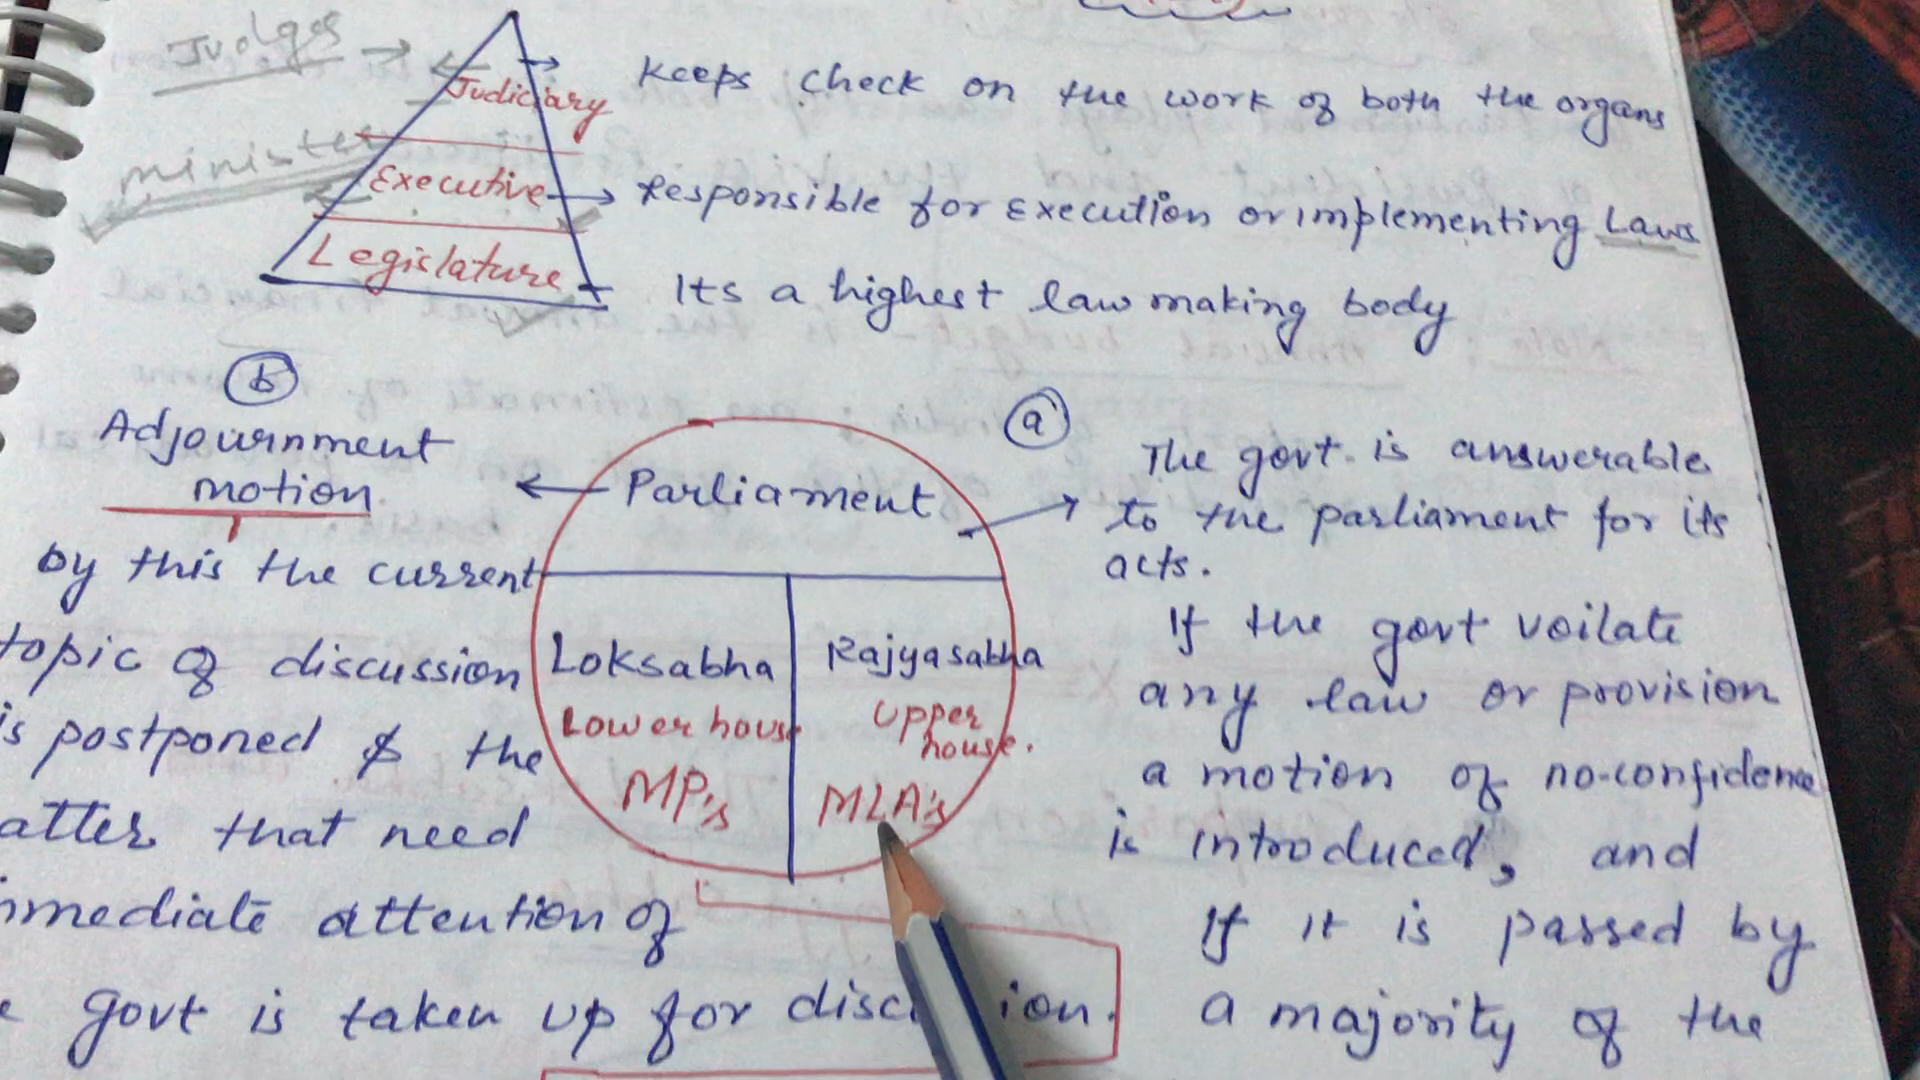 Judges
Judiciary
Keeps check on the work of both the organs
minister
Executive
Responsible for Execution or implementing Laws
Legislature
Its a highest law making body
b
Adjournment
motion
by this the current
topic of discussion
is postponed & the
atter that need
mmediate attention of
e govt is taken up for disc ion.
Parliament
Loksabha
Lower house
MP's
Rajyasabha
Upper
house.
MLA's
a
The govt. is answerable
to the parliament for its
acts.
If the govt voilate
any law or provision
a motion of no-confidence
is introduced, and
If it is passed by
a majority of the